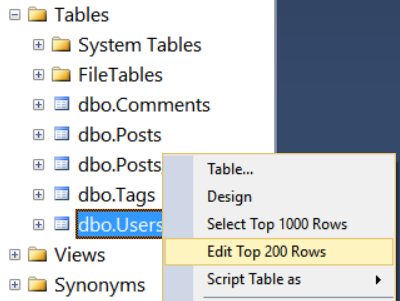 Tables
System Tables
FileTables
dbo.Comments
dbo.Posts
dbo.Posts
dbo.Tags
dbo.Users
Views
Synonyms
Table...
Design
Select Top 1000 Rows
Edit Top 200 Rows
Script Table as